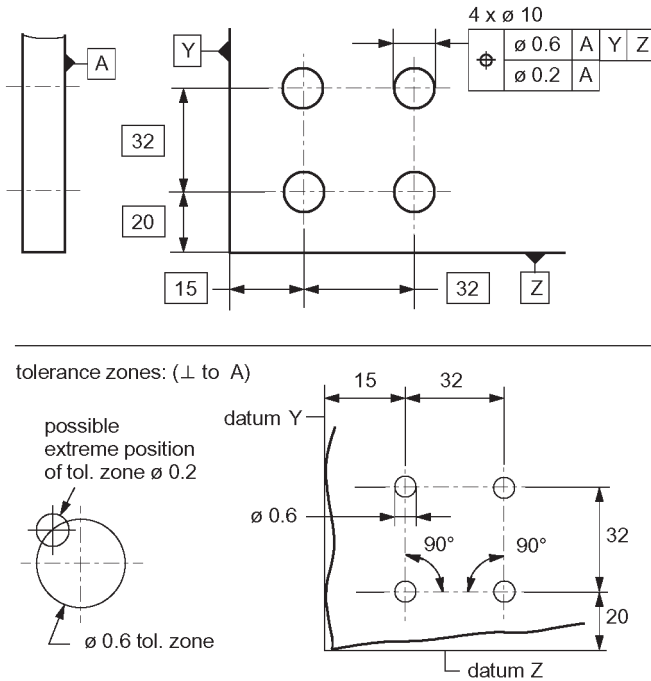 4 x ø 10
ø 0.6 A Y Z
ø 0.2 A
A
Y
32
20
15
32
Z
tolerance zones: (⊥ to A)
possible
extreme position
of tol. zone ø 0.2
ø 0.6 tol. zone
15
32
datum Y
ø 0.6
90°
90°
32
20
datum Z